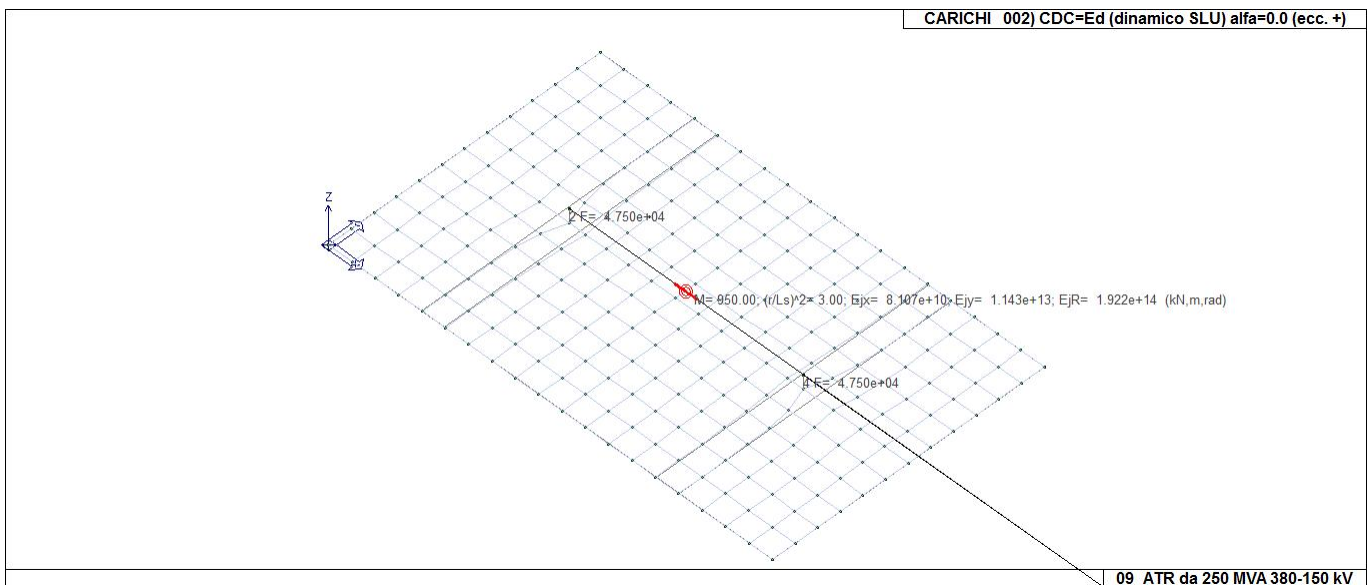 CARICHI 002) CDC=Ed (dinamico SLU) alfa=0.0 (ecc. +)
Z
2 F= 4.750e+04
M= 950.00; (r/Ls)^2= 3.00; Ejx= 8.107e+10; Ejy= 1.143e+13; EjR= 1.922e+14 (kN,m,rad)
4 F= 4.750e+04
09 ATR da 250 MVA 380-150 kV